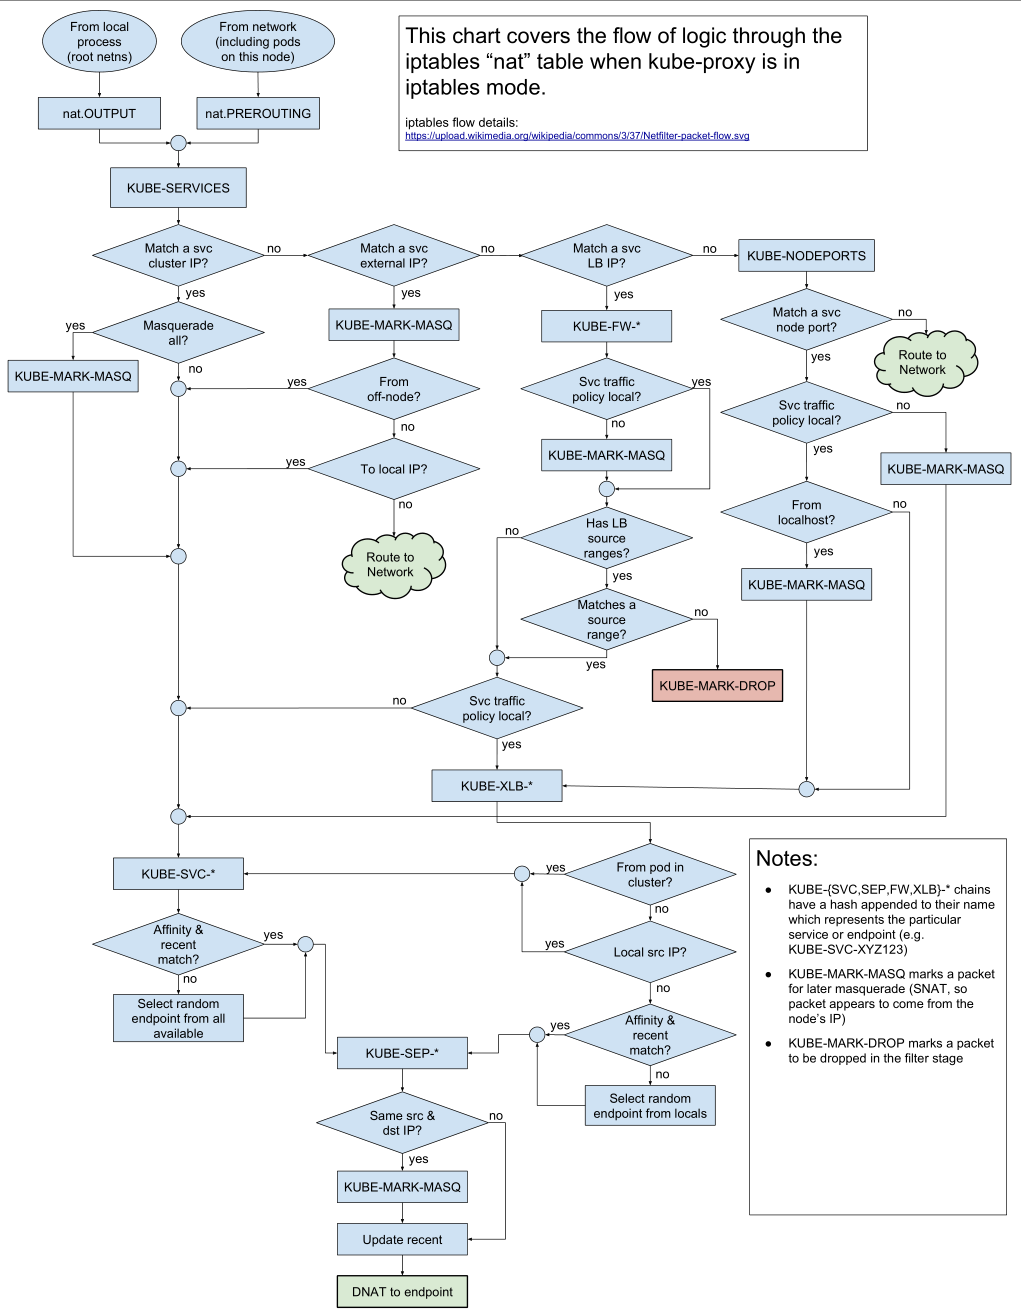 From local
process
(root netns)
From network
(including pods
on this node)
This chart covers the flow of logic through the
iptables “nat” table when kube-proxy is in
iptables mode.
iptables flow details:
https://upload.wikimedia.org/wikipedia/commons/3/37/Netfilter-packet-flow.svg
nat.OUTPUT
nat.PREROUTING
KUBE-SERVICES
Match a svc
cluster IP?
no
Match a svc
external IP?
no
Match a svc
LB IP?
no
KUBE-NODEPORTS
yes
yes
yes
Masquerade
all?
yes
no
KUBE-MARK-MASQ
KUBE-MARK-MASQ
KUBE-FW-*
Match a svc
node port?
no
yes
Route to
Network
From
off-node?
yes
no
Svc traffic
policy local?
yes
no
Svc traffic
policy local?
no
yes
KUBE-MARK-MASQ
KUBE-MARK-MASQ
To local IP?
yes
no
Route to
Network
Has LB
source
ranges?
no
yes
From
localhost?
no
yes
KUBE-MARK-MASQ
Matches a
source
range?
no
yes
KUBE-MARK-DROP
Svc traffic
policy local?
no
yes
KUBE-XLB-*
KUBE-SVC-*
From pod in
cluster?
yes
no
Affinity &
recent
match?
yes
no
Local src IP?
yes
no
Select random
endpoint from all
available
Affinity &
recent
match?
yes
no
KUBE-SEP-*
Select random
endpoint from locals
Same src &
dst IP?
no
yes
KUBE-MARK-MASQ
Update recent
DNAT to endpoint
Notes:
● KUBE-{SVC,SEP,FW,XLB}-* chains
have a hash appended to their name
which represents the particular
service or endpoint (e.g.
KUBE-SVC-XYZ123)
● KUBE-MARK-MASQ marks a packet
for later masquerade (SNAT, so
packet appears to come from the
node’s IP)
● KUBE-MARK-DROP marks a packet
to be dropped in the filter stage